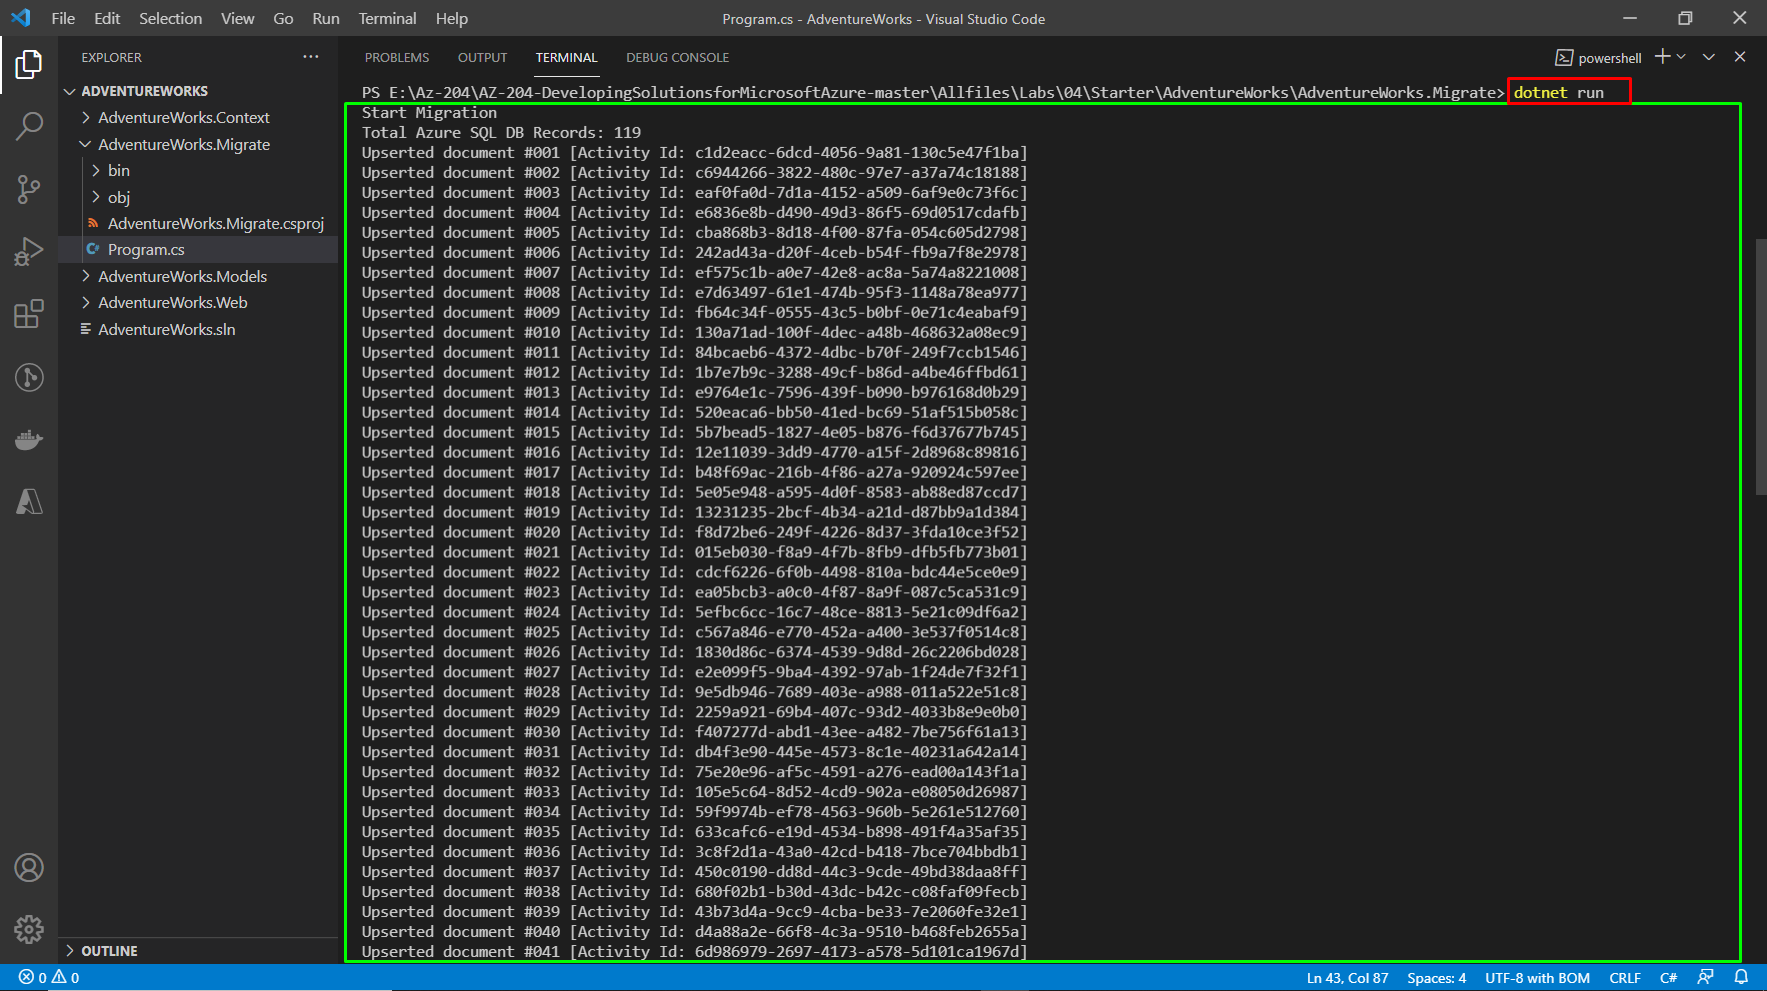 File Edit Selection View Go Run Terminal Help
Program.cs - AdventureWorks - Visual Studio Code
EXPLORER
ADVENTUREWORKS
AdventureWorks.Context
AdventureWorks.Migrate
bin
obj
AdventureWorks.Migrate.csproj
Program.cs
AdventureWorks.Models
AdventureWorks.Web
AdventureWorks.sln
OUTLINE
PROBLEMS OUTPUT TERMINAL DEBUG CONSOLE
powershell
PS E:\Az-204\AZ-204-DevelopingSolutionsforMicrosoftAzure-master\Allfiles\Labs\04\Starter\AdventureWorks\AdventureWorks.Migrate> dotnet run
Start Migration
Total Azure SQL DB Records: 119
Upserted document #001 [Activity Id: c1d2eacc-6dcd-4056-9a81-130c5e47f1ba]
Upserted document #002 [Activity Id: c6944266-3822-480c-97e7-a37a74c18188]
Upserted document #003 [Activity Id: eaf0fa0d-7d1a-4152-a509-6af9e0c73f6c]
Upserted document #004 [Activity Id: e6836e8b-d490-49d3-86f5-69d0517cdafb]
Upserted document #005 [Activity Id: cba868b3-8d18-4f00-87fa-054c605d2798]
Upserted document #006 [Activity Id: 242ad43a-d20f-4ceb-b54f-fb9a7f8e2978]
Upserted document #007 [Activity Id: ef575c1b-a0e7-42e8-ac8a-5a74a8221008]
Upserted document #008 [Activity Id: e7d63497-61e1-474b-95f3-1148a78ea977]
Upserted document #009 [Activity Id: fb64c34f-0555-43c5-b0bf-0e71c4eabaf9]
Upserted document #010 [Activity Id: 130a71ad-100f-4dec-a48b-468632a08ec9]
Upserted document #011 [Activity Id: 84bcaeb6-4372-4dbc-b70f-249f7ccb1546]
Upserted document #012 [Activity Id: 1b7e7b9c-3288-49cf-b86d-a4be46ffbd61]
Upserted document #013 [Activity Id: e9764e1c-7596-439f-b090-b976168d0b29]
Upserted document #014 [Activity Id: 520eaca6-bb50-41ed-bc69-51af515b058c]
Upserted document #015 [Activity Id: 5b7bead5-1827-4e05-b876-f6d37677b745]
Upserted document #016 [Activity Id: 12e11039-3dd9-4770-a15f-2d8968c89816]
Upserted document #017 [Activity Id: b48f69ac-216b-4f86-a27a-920924c597ee]
Upserted document #018 [Activity Id: 5e05e948-a595-4d0f-8583-ab88ed87ccd7]
Upserted document #019 [Activity Id: 13231235-2bcf-4b34-a21d-d87bb9a1d384]
Upserted document #020 [Activity Id: f8d72be6-249f-4226-8d37-3fda10ce3f52]
Upserted document #021 [Activity Id: 015eb030-f8a9-4f7b-8fb9-dfb5fb773b01]
Upserted document #022 [Activity Id: cdcf6226-6f0b-4498-810a-bdc44e5ce0e9]
Upserted document #023 [Activity Id: ea05bcb3-a0c0-4f87-8a9f-087c5ca531c9]
Upserted document #024 [Activity Id: 5efbc6cc-16c7-48ce-8813-5e21c09df6a2]
Upserted document #025 [Activity Id: c567a846-e770-452a-a400-3e537f0514c8]
Upserted document #026 [Activity Id: 1830d86c-6374-4539-9d8d-26c2206bd028]
Upserted document #027 [Activity Id: e2e099f5-9ba4-4392-97ab-1f24de7f32f1]
Upserted document #028 [Activity Id: 9e5db946-7689-403e-a988-011a522e51c8]
Upserted document #029 [Activity Id: 2259a921-69b4-407c-93d2-4033b8e9e0b0]
Upserted document #030 [Activity Id: f407277d-abd1-43ee-a482-7be756f61a13]
Upserted document #031 [Activity Id: db4f3e90-445e-4573-8c1e-40231a642a14]
Upserted document #032 [Activity Id: 75e20e96-af5c-4591-a276-ead00a143f1a]
Upserted document #033 [Activity Id: 105e5c64-8d52-4cd9-902a-e08050d26987]
Upserted document #034 [Activity Id: 59f9974b-ef78-4563-960b-5e261e512760]
Upserted document #035 [Activity Id: 633cafc6-e19d-4534-b898-491f4a35af35]
Upserted document #036 [Activity Id: 3c8f2d1a-43a0-42cd-b418-7bce704bbdb1]
Upserted document #037 [Activity Id: 450c0190-dd8d-44c3-9cde-49bd38daa8ff]
Upserted document #038 [Activity Id: 680f02b1-b30d-43dc-b42c-c08faf09fecb]
Upserted document #039 [Activity Id: 43b73d4a-9cc9-4cba-be33-7e2060fe32e1]
Upserted document #040 [Activity Id: d4a88a2e-66f8-4c3a-9510-b468feb2655a]
Upserted document #041 [Activity Id: 6d986979-2697-4173-a578-5d101ca1967d]
0 0
Ln 43, Col 87 Spaces: 4 UTF-8 with BOM CRLF C#